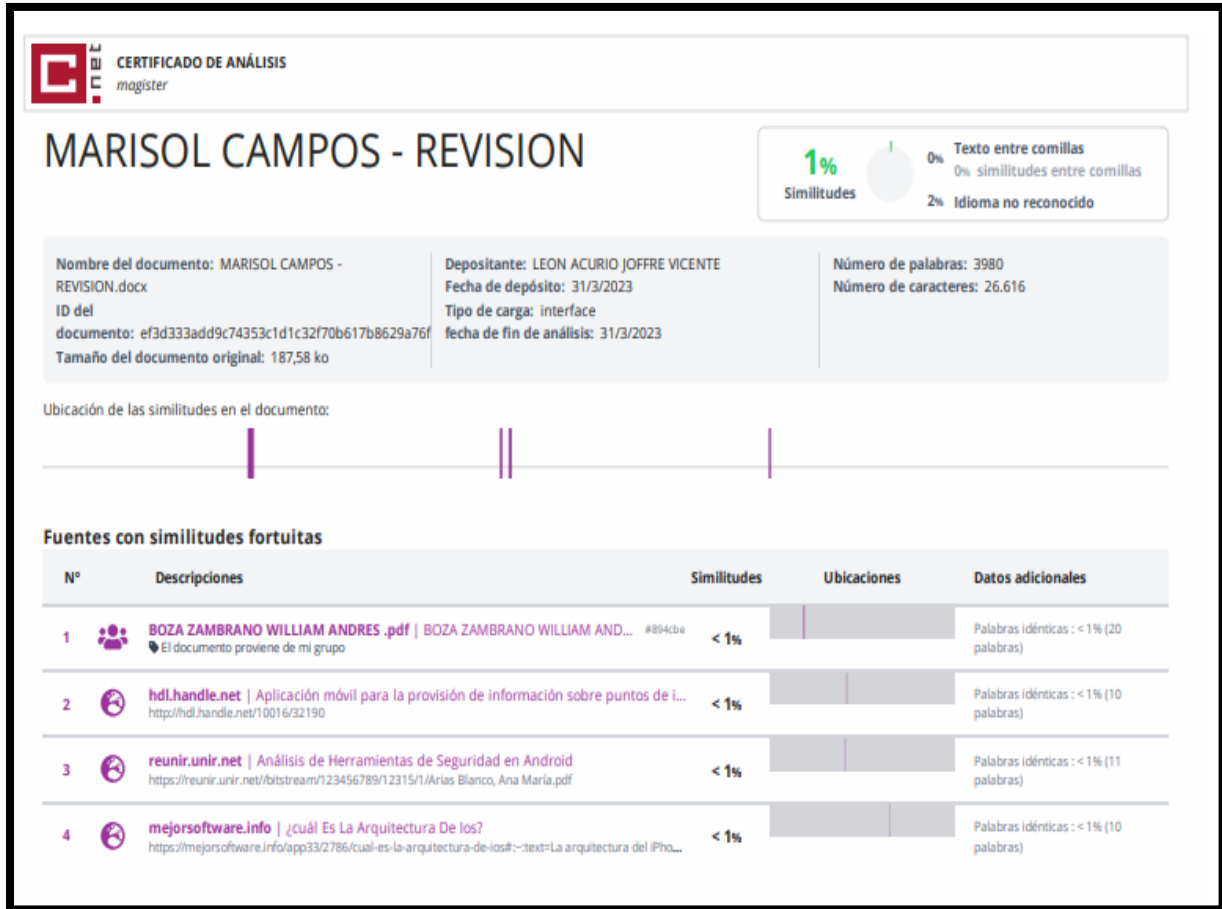 C.net
CERTIFICADO DE ANÁLISIS
magister
MARISOL CAMPOS - REVISION
1%
Similitudes
0% Texto entre comillas
0% similitudes entre comillas
2% Idioma no reconocido
Nombre del documento: MARISOL CAMPOS -
REVISION.docx
ID del
documento: ef3d333add9c74353c1d1c32f70b617b8629a76f
Tamaño del documento original: 187,58 ko
Depositante: LEON ACURIO JOFFRE VICENTE
Fecha de depósito: 31/3/2023
Tipo de carga: interface
fecha de fin de análisis: 31/3/2023
Número de palabras: 3980
Número de caracteres: 26.616
Ubicación de las similitudes en el documento:
Fuentes con similitudes fortuitas
Nº Descripciones Similitudes Ubicaciones Datos adicionales
1 BOZA ZAMBRANO WILLIAM ANDRES .pdf | BOZA ZAMBRANO WILLIAM AND... #894cbe
El documento proviene de mi grupo
< 1%
Palabras idénticas : < 1% (20
palabras)
2 hdl.handle.net | Aplicación móvil para la provisión de información sobre puntos de i...
http://hdl.handle.net/10016/32190
< 1%
Palabras idénticas : < 1% (10
palabras)
3 reunir.unir.net | Análisis de Herramientas de Seguridad en Android
https://reunir.unir.net//bitstream/123456789/12315/1/Arias Blanco, Ana María.pdf
< 1%
Palabras idénticas : < 1% (11
palabras)
4 mejorsoftware.info | ¿cuál Es La Arquitectura De Ios?
https://mejorsoftware.info/app33/2786/cual-es-la-arquitectura-de-ios#:~:text=La arquitectura del iPho...
< 1%
Palabras idénticas : < 1% (10
palabras)